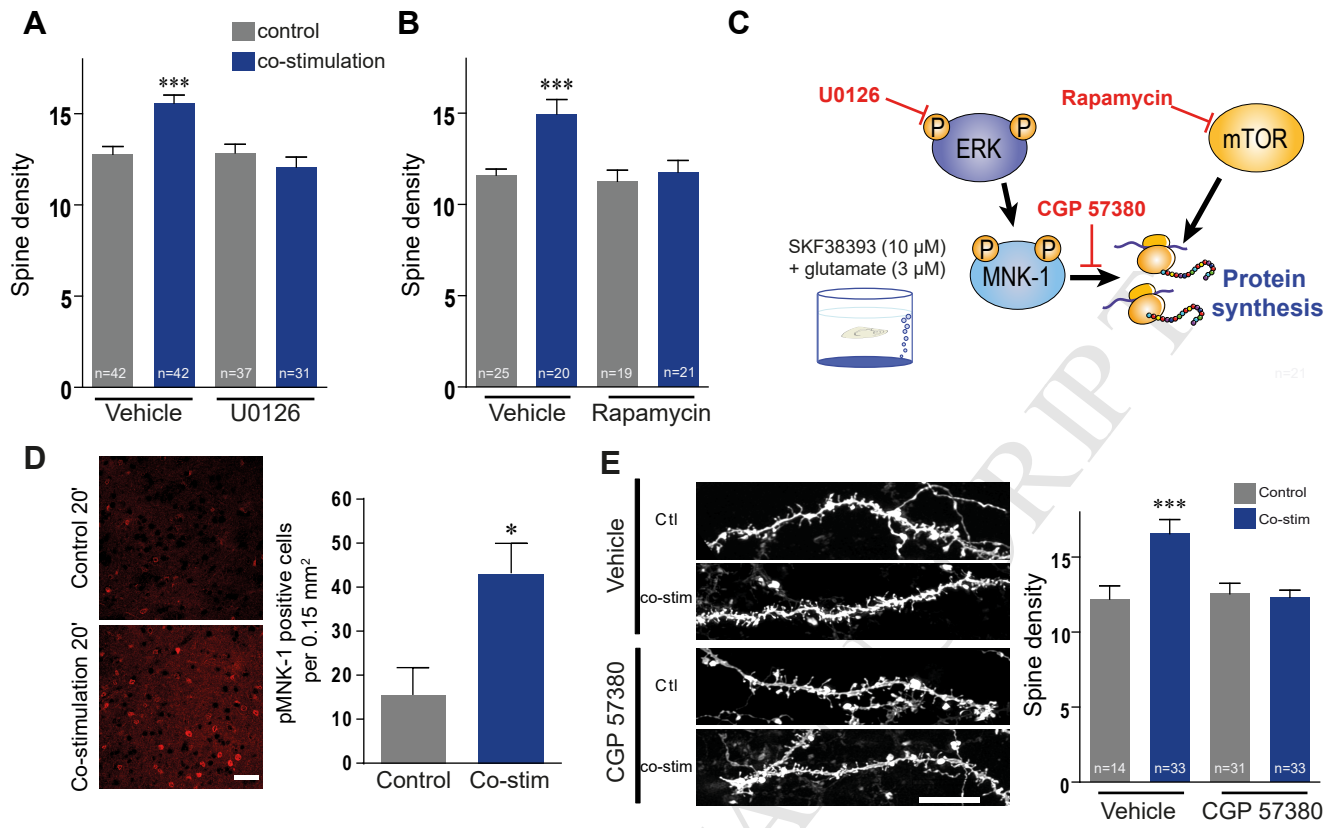 A
control
co-stimulation
Spine density
15
10
5
0
***
n=42
n=42
n=37
n=31
Vehicle
U0126
B
Spine density
15
10
5
0
***
n=25
n=20
n=19
n=21
Vehicle
Rapamycin
C
U0126
P
P
ERK
Rapamycin
mTOR
CGP 57380
SKF38393 (10 µM)
+ glutamate (3 µM)
P
P
MNK-1
Protein
synthesis
n=21
RIPT
D
Control 20'
Co-stimulation 20'
pMNK-1 positive cells
per 0.15 mm²
60
50
40
30
20
10
0
*
Control
Co-stim
E
Vehicle
Ctl
co-stim
CGP 57380
Ctl
co-stim
Control
Co-stim
Spine density
15
10
5
0
***
n=14
n=33
n=31
n=33
Vehicle
CGP 57380